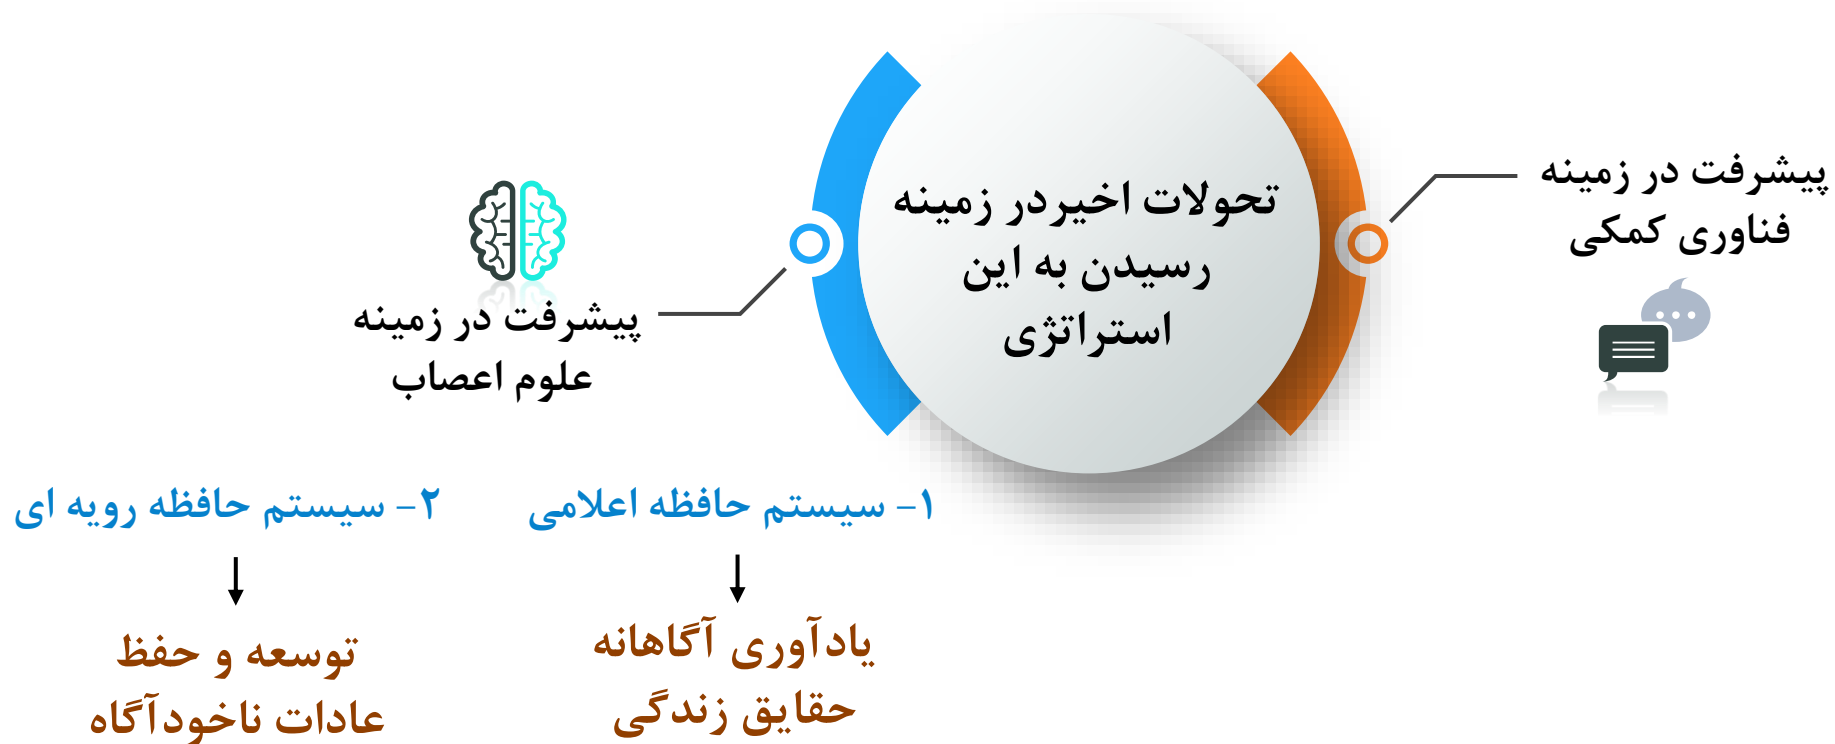 تحولات اخیردر زمینه
رسیدن به این
استراتژی
پیشرفت در زمینه
فناوری کمکی
پیشرفت در زمینه
علوم اعصاب
۱- سیستم حافظه اعلامی
یادآوری آگاهانه
حقایق زندگی
۲- سیستم حافظه رویه ای
توسعه و حفظ
عادات ناخودآگاه